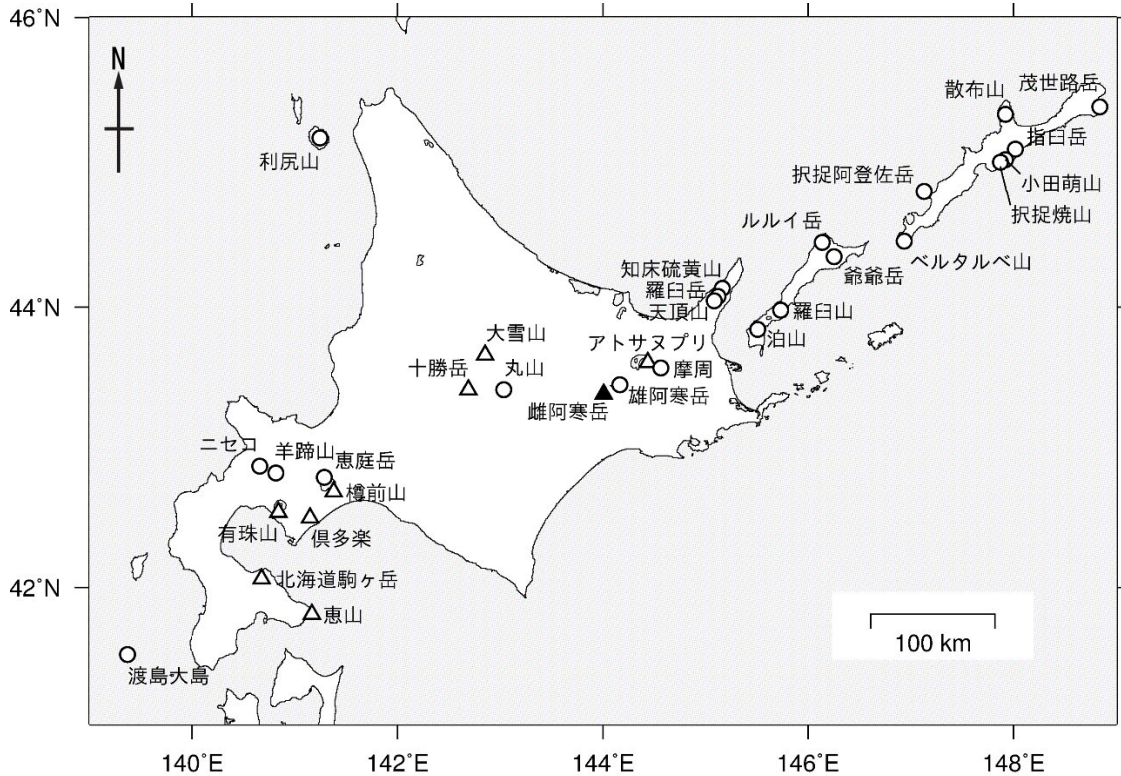 46˚N
N
散布山
茂世路岳
指臼岳
利尻山
択捉阿登佐岳
小田萌山
択捉焼山
ルルイ岳
ベルタルベ山
爺爺岳
知床硫黄山
羅臼岳
44˚N
天頂山
羅臼山
泊山
大雪山
アトサヌプリ
十勝岳
丸山
摩周
雌阿寒岳
雄阿寒岳
ニセコ
羊蹄山
恵庭岳
樽前山
有珠山
倶多楽
42˚N
北海道駒ヶ岳
恵山
100 km
渡島大島
140˚E
142˚E
144˚E
146˚E
148˚E